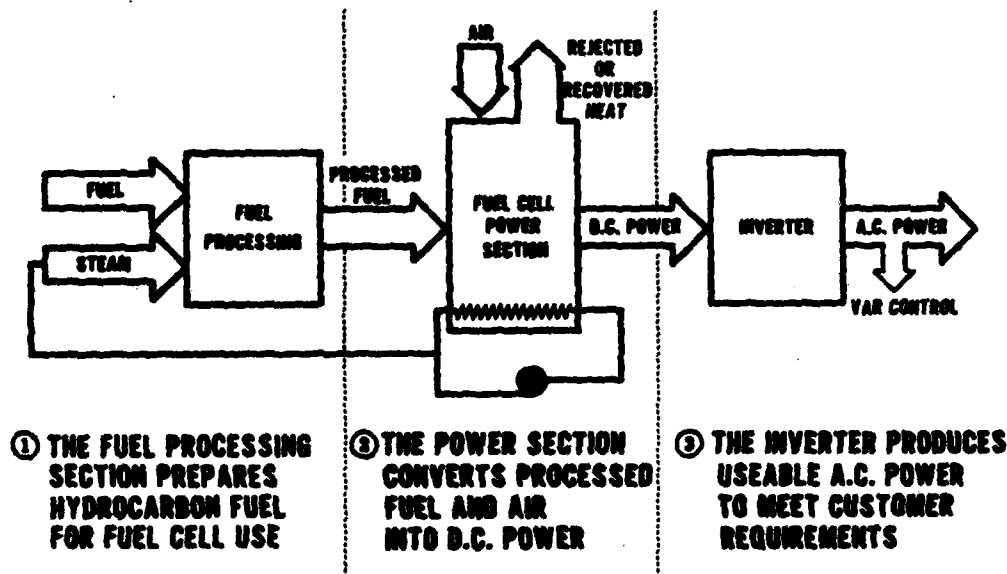 AIR
REJECTED
OR
RECOVERED
HEAT
FUEL
STEAM
FUEL
PROCESSING
PROCESSED
FUEL
FUEL CELL
POWER
SECTION
D.C. POWER
INVERTER
A.C. POWER
VAR CONTROL
① THE FUEL PROCESSING
SECTION PREPARES
HYDROCARBON FUEL
FOR FUEL CELL USE
② THE POWER SECTION
CONVERTS PROCESSED
FUEL AND AIR
INTO D.C. POWER
③ THE INVERTER PRODUCES
USEABLE A.C. POWER
TO MEET CUSTOMER
REQUIREMENTS